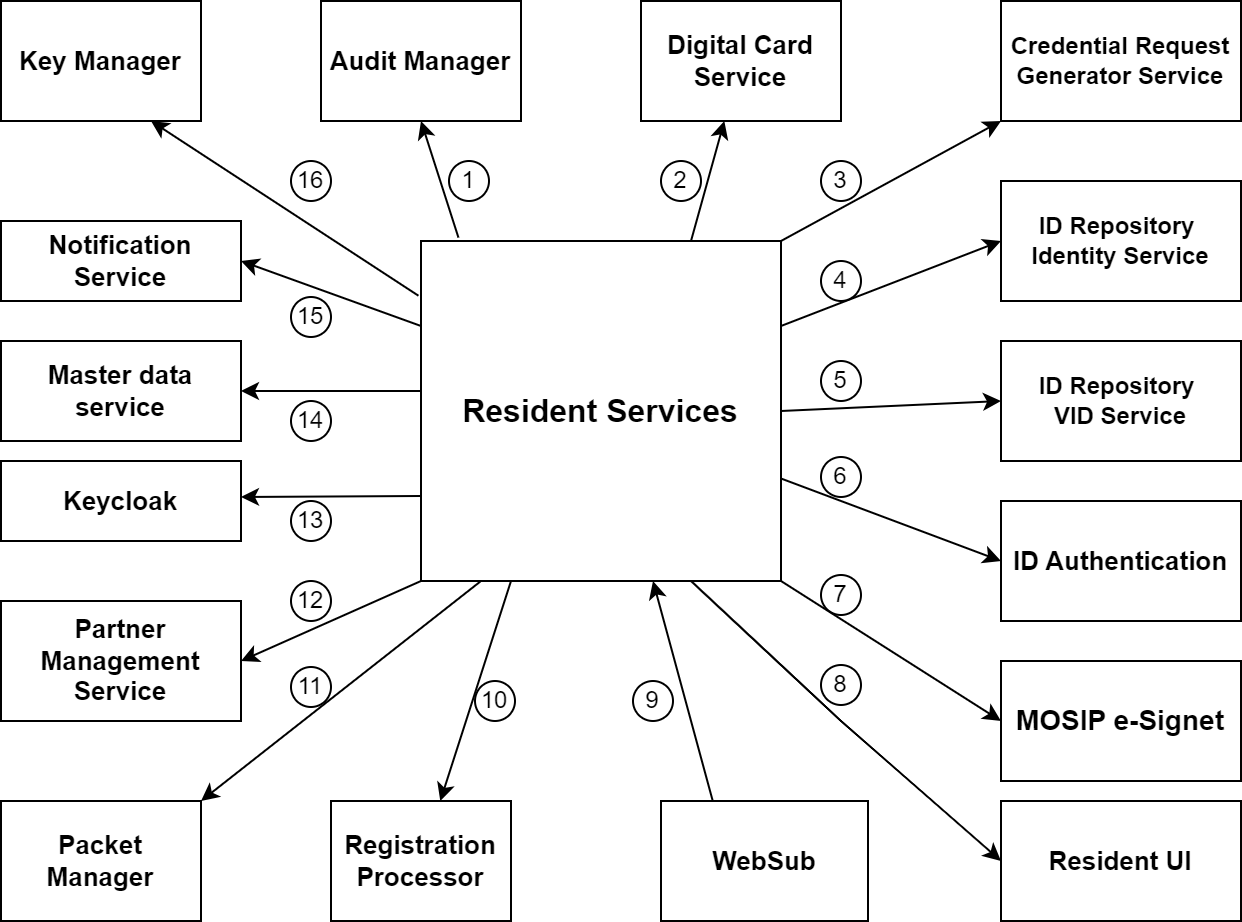 Key Manager
Audit Manager
Digital Card
Service
Credential Request
Generator Service
16
1
2
3
Notification
Service
ID Repository
Identity Service
4
15
Master data
service
Resident Services
ID Repository
VID Service
5
14
Keycloak
6
13
ID Authentication
12
7
Partner
Management
Service
11
10
9
8
MOSIP e-Signet
Packet
Manager
Registration
Processor
WebSub
Resident UI